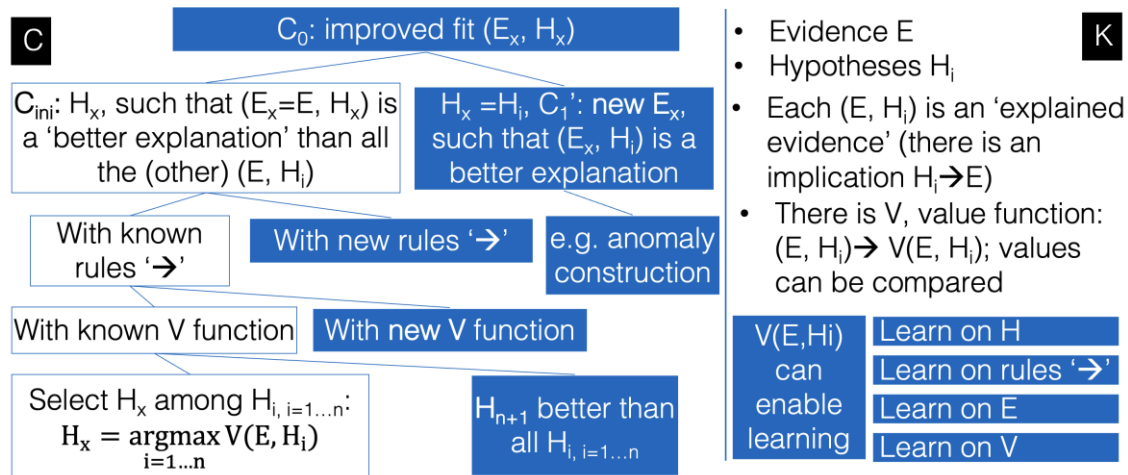 C
C₀: improved fit (Eₓ, Hₓ)
C_ini: Hₓ, such that (Eₓ=E, Hₓ) is
a ‘better explanation’ than all
the (other) (E, Hᵢ)
Hₓ =Hᵢ, C₁’: new Eₓ,
such that (Eₓ, Hᵢ) is a
better explanation
With known
rules ‘→’
With new rules ‘→’
e.g. anomaly
construction
With known V function
With new V function
Select Hₓ among H_{i, i=1...n}:
Hₓ = argmax V(E, Hᵢ)
i=1...n
H_{n+1} better than
all H_{i, i=1...n}
K
• Evidence E
• Hypotheses Hᵢ
• Each (E, Hᵢ) is an ‘explained
evidence’ (there is an
implication Hᵢ→E)
• There is V, value function:
(E, Hᵢ)→ V(E, Hᵢ); values
can be compared
V(E,Hi)
can
enable
learning
Learn on H
Learn on rules ‘→’
Learn on E
Learn on V